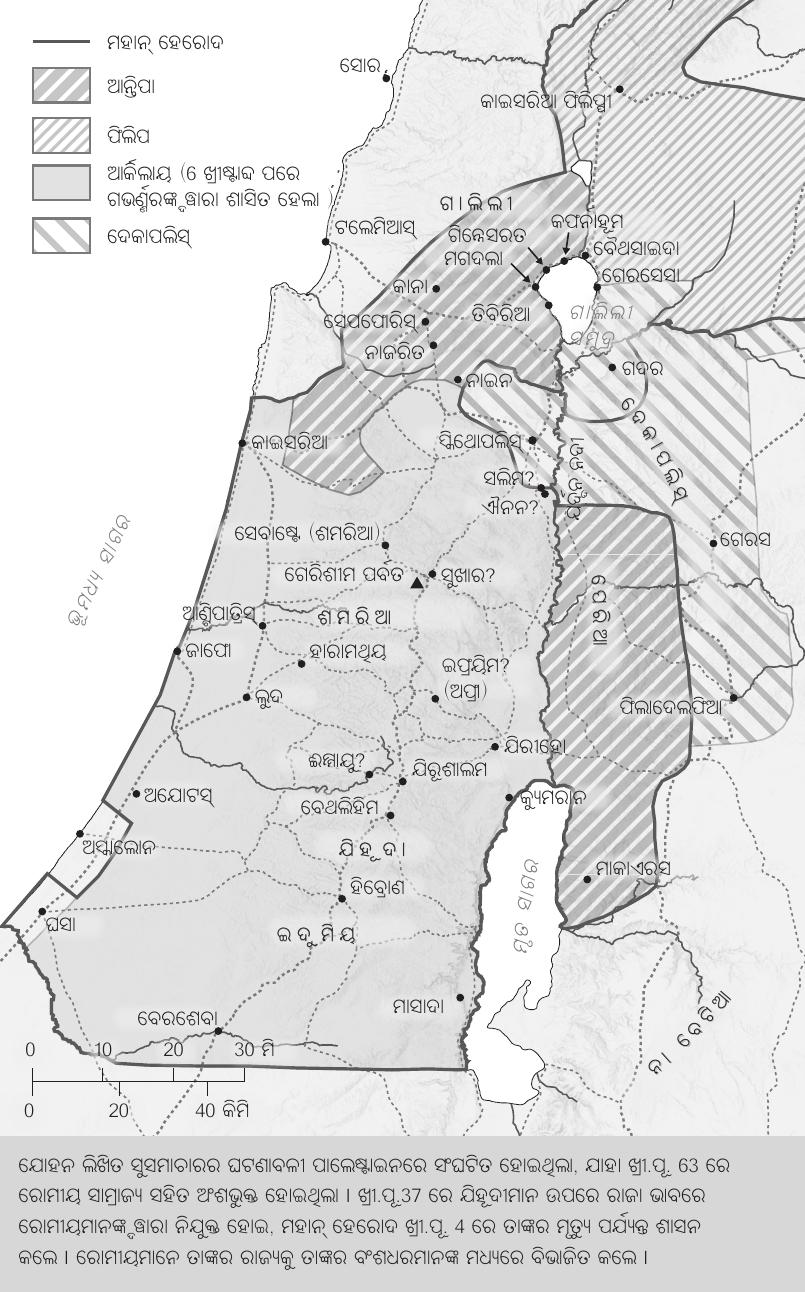 ମହାନ୍ ହେରୋଦ
ଆନ୍ତିପା
ଫିଲିପ
ଆର୍କିଲାୟ (6 ଖ୍ରୀଷ୍ଟାବ୍ଦ ପରେ
ଗଭର୍ଣ୍ଣରଙ୍କ ଦ୍ୱାରା ଶାସିତ ହେଲା )
ଦେକାପଲିସ୍
ସୋର
କାଇସରିଆ ଫିଲିପ୍ପୀ
ଗାଲିଲୀ
ଟଲେମିଆସ୍
ଗିନ୍ନେସରତ
କଫର୍ନାହୂମ
ମଗଦଲା
ବୈଥସାଇଦା
ଗେରସେସା
କାନା
ସେପପୋରିସ୍
ତିବିରିଆ
ଗାଲିଲୀ
ସମୁଦ୍ର
ନାଜରିତ
ନାଇନ
ଗଦର
ଦେକାପଲିସ
କାଇସରିଆ
ସ୍କିଥୋପଲିସ୍
ଯର୍ଦ୍ଦନ ନଦୀ
ସଲିମ?
ଐନନ?
ଭୂମଧ୍ୟ ସାଗର
ସେବାଷ୍ଟେ (ଶମରିଆ)
ଗେରସ
ଗେରିଶୀମ ପର୍ବତ
ସୁଖାର?
ପେରିଆ
ଆଣ୍ଟିପାତ୍ରିସ୍
ଶମରିଆ
ଜାପୋ
ହାରାମଥିୟ
ଇଫ୍ରୟିମ?
(ଅପ୍ରୀ)
ଲୁଦ
ଫିଲାଦେଲଫିଆ
ଯିରୀହୋ
ଈମ୍ମାୟୁ?
ଯିରୂଶାଲମ
ଅଯୋଟସ୍
ବେଥଲିହିମ
କ୍ୟୁମରାନ
ଅସ୍କାଲୋନ
ଯିହୂଦା
ମାକାଏରସ
ହିବ୍ରୋଣ
ମୃତ ସାଗର
ଘସା
ଇଦୁମିୟ
ମାସାଦା
ବେରଶେବା
ନାବେଟିଆ
0 10 20 30 ମି
0 20 40 କିମି
ଯୋହନ ଲିଖିତ ସୁସମାଚାରର ଘଟଣାବଳୀ ପାଲେଷ୍ଟାଇନରେ ସଂଘଟିତ ହୋଇଥିଲା, ଯାହା ଖ୍ରୀ.ପୂ. 63 ରେ
ରୋମୀୟ ସାମ୍ରାଜ୍ୟ ସହିତ ଅଂଶଭୁକ୍ତ ହୋଇଥିଲା । ଖ୍ରୀ.ପୂ.37 ରେ ଯିହୂଦୀମାନ ଉପରେ ରାଜା ଭାବରେ
ରୋମୀୟମାନଙ୍କ ଦ୍ୱାରା ନିଯୁକ୍ତ ହୋଇ, ମହାନ୍ ହେରୋଦ ଖ୍ରୀ.ପୂ. 4 ରେ ତାଙ୍କର ମୃତ୍ୟୁ ପର୍ଯ୍ୟନ୍ତ ଶାସନ
କଲେ । ରୋମୀୟମାନେ ତାଙ୍କର ରାଜ୍ୟକୁ ତାଙ୍କର ବଂଶଧରମାନଙ୍କ ମଧ୍ୟରେ ବିଭାଜିତ କଲେ ।